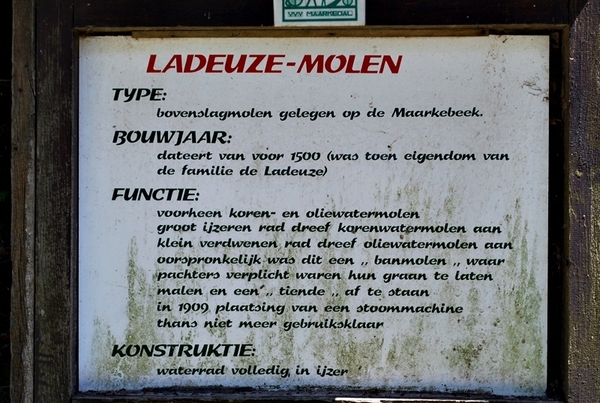 VVV MAARKEDAL
LADEUZE-MOLEN
TYPE:
bovenslagmolen gelegen op de Maarkebeek.
BOUWJAAR:
dateert van voor 1500 (was toen eigendom van
de familie de Ladeuze)
FUNCTIE:
voorheen koren- en oliewatermolen
groot ijzeren rad dreef korenwatermolen aan
klein verdwenen rad dreef oliewatermolen aan
oorspronkelijk was dit een „ banmolen „ waar
pachters verplicht waren hun graan te laten
malen en een „ tiende „ af te staan
in 1909 plaatsing van een stoommachine
thans niet meer gebruiksklaar
KONSTRUKTIE:
waterrad volledig in ijzer